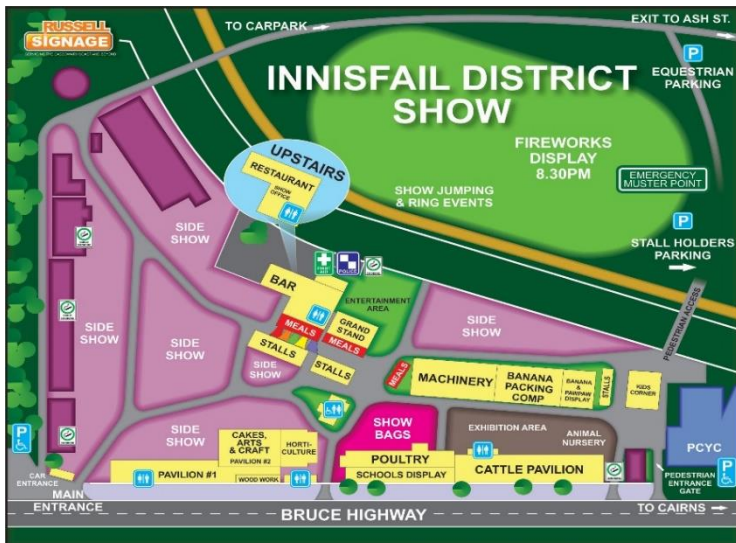 RUSSELL
SIGNAGE
TO CARPARK
EXIT TO ASH ST.
P
EQUESTRIAN
PARKING
INNISFAIL DISTRICT
SHOW
FIREWORKS
DISPLAY
8.30PM
EMERGENCY
MUSTER POINT
SHOW JUMPING
& RING EVENTS
P
STALL HOLDERS
PARKING
UPSTAIRS
RESTAURANT
SHOW
OFFICE
SIDE
SHOW
POLICE
BAR
ENTERTAINMENT
AREA
MEALS
GRAND
STAND
MEALS
STALLS
STALLS
SIDE
SHOW
PEDESTRIAN ACCESS
SIDE
SHOW
SIDE
SHOW
SIDE
SHOW
MEALS
MACHINERY
BANANA
PACKING
COMP
BANANA
& PAWPAW
DISPLAY
STALLS
KIDS
CORNER
SIDE
SHOW
CAKES,
ARTS
& CRAFT
PAVILION #2
HORTI-
CULTURE
PAVILION #1
WOOD WORK
SHOW
BAGS
POULTRY
SCHOOLS DISPLAY
EXHIBITION AREA
ANIMAL
NURSERY
CATTLE PAVILION
PCYC
P
PEDESTRIAN
ENTRANCE
GATE
P
CAR
ENTRANCE
MAIN
ENTRANCE
BRUCE HIGHWAY
TO CAIRNS